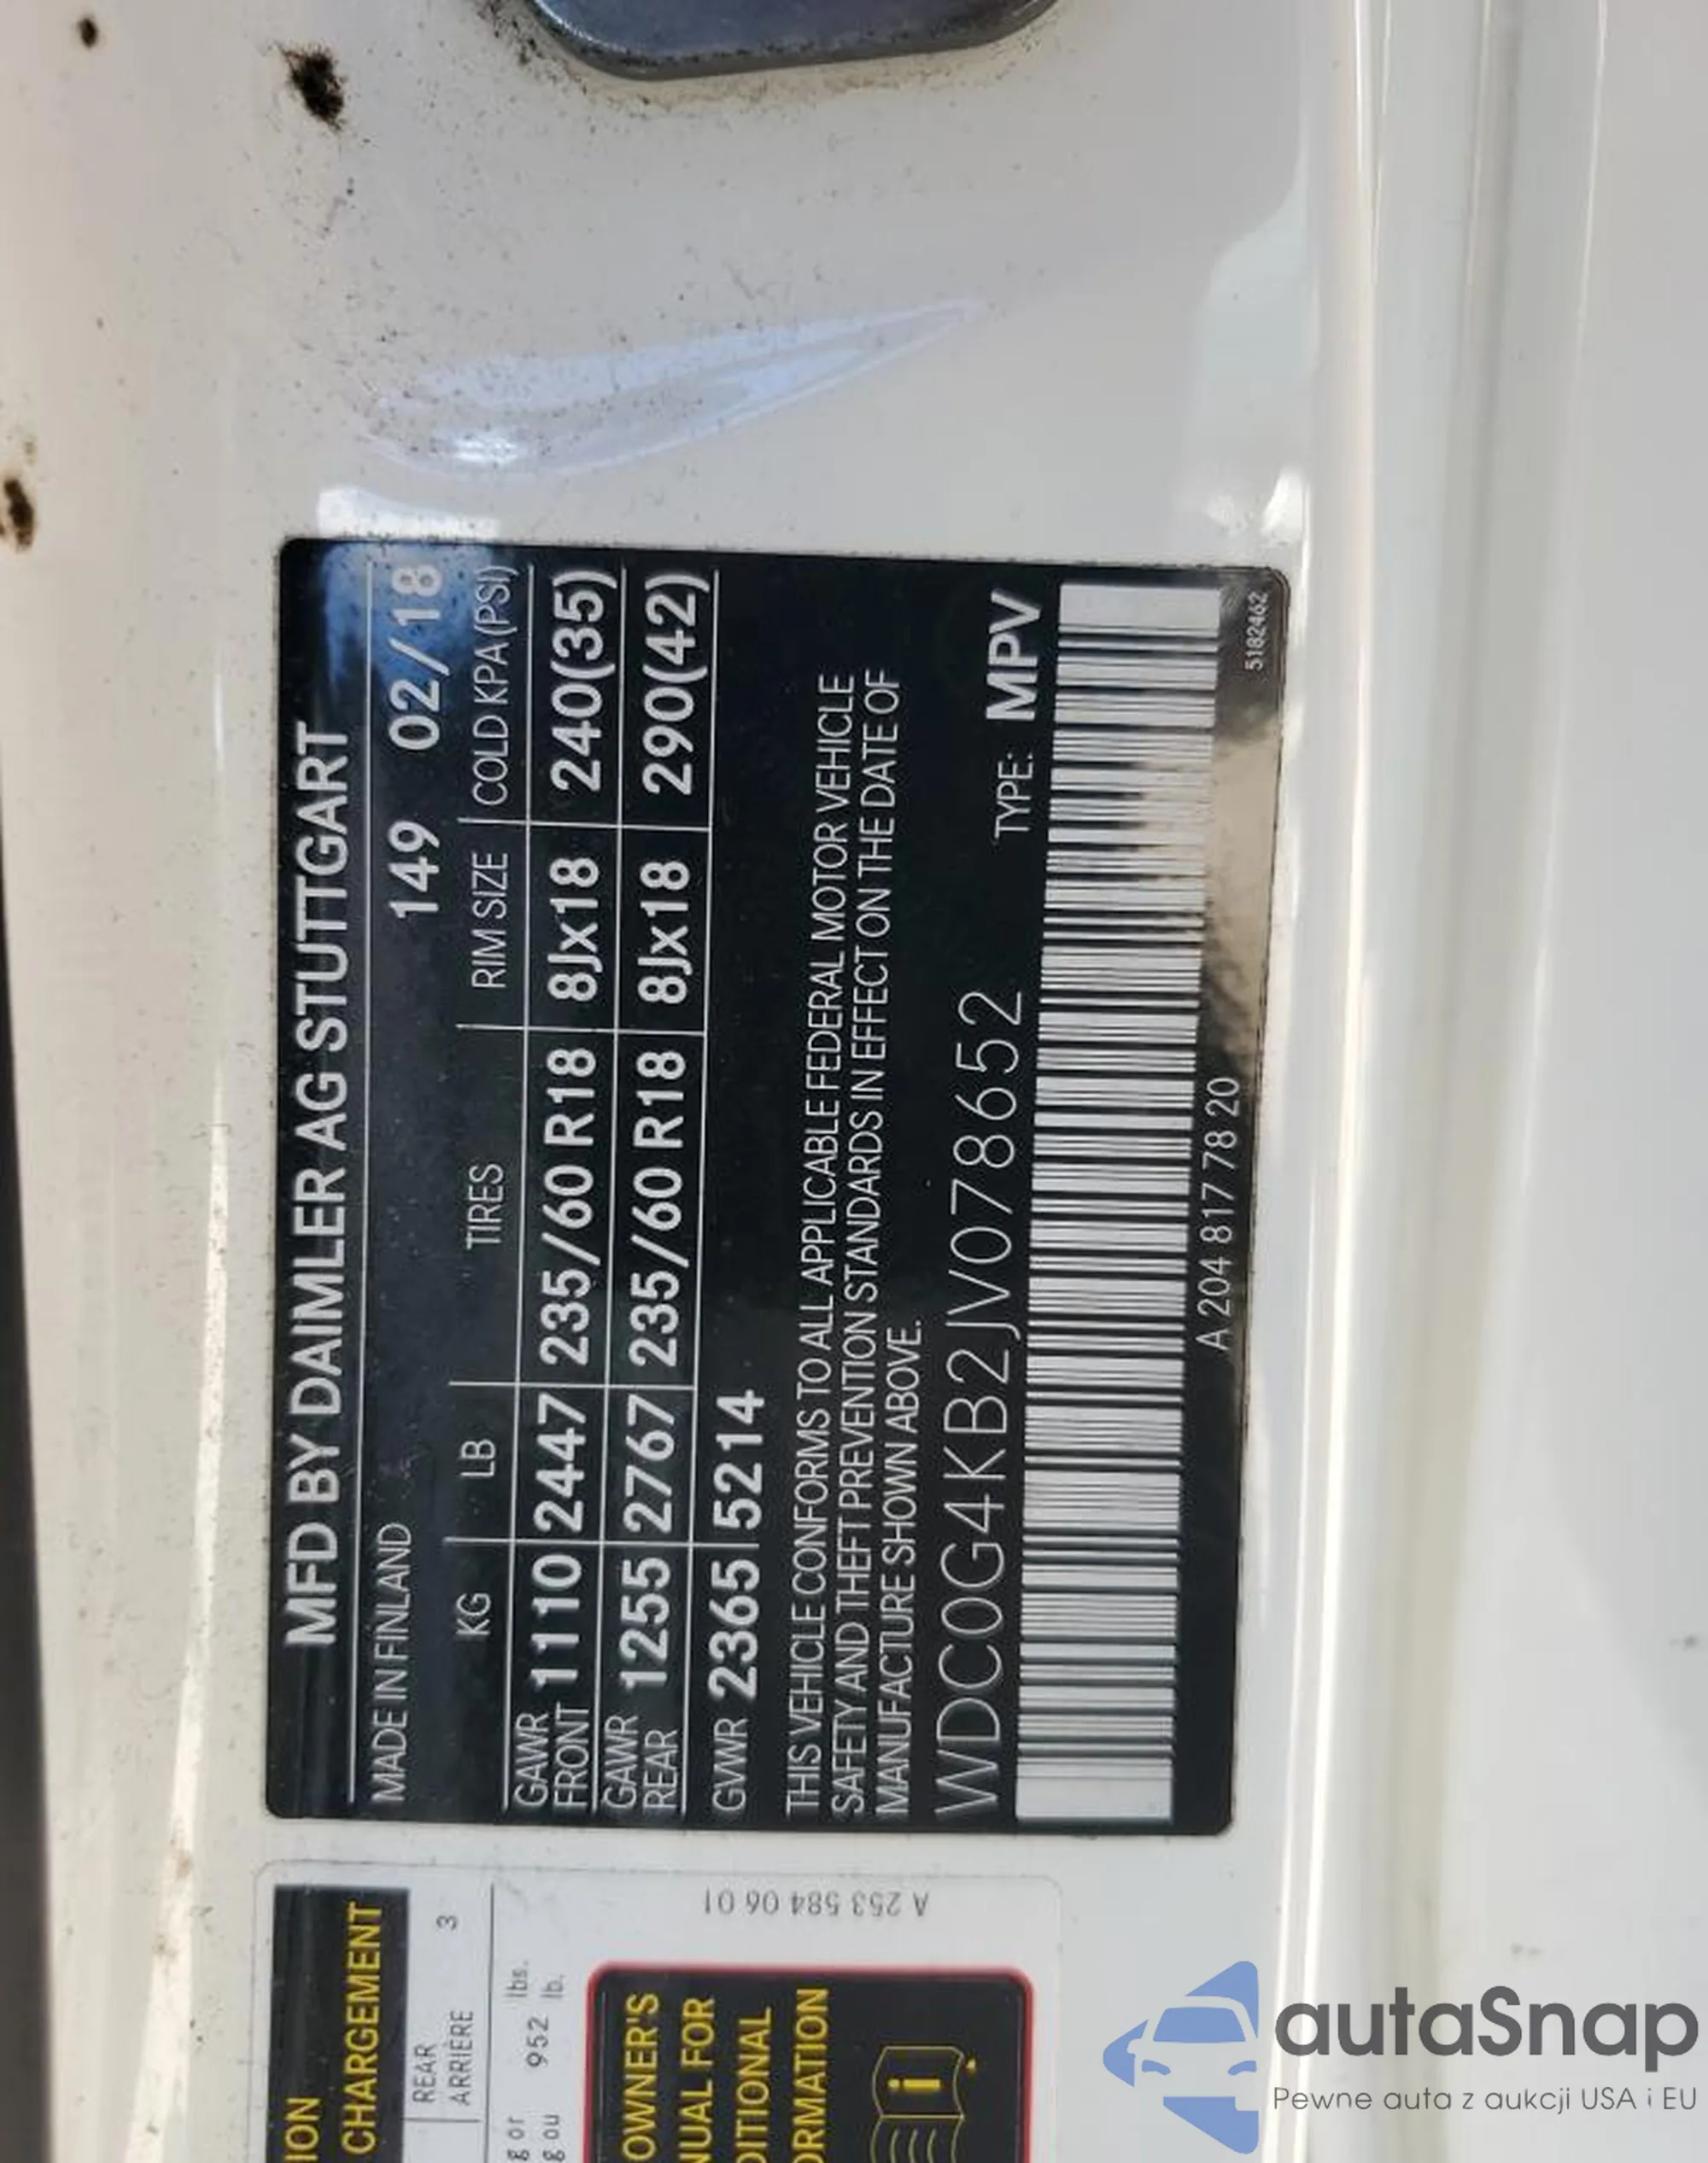 MFD BY DAIMLER AG STUTTGART
MADE IN FINLAND 149 02/18
KG LB TIRES RIM SIZE COLD KPA (PSI)
GAWR FRONT 1110 2447 235/60 R18 8Jx18 240(35)
GAWR REAR 1255 2767 235/60 R18 8Jx18 290(42)
GVWR 2365 5214
THIS VEHICLE CONFORMS TO ALL APPLICABLE FEDERAL MOTOR VEHICLE
SAFETY AND THEFT PREVENTION STANDARDS IN EFFECT ON THE DATE OF
MANUFACTURE SHOWN ABOVE.
WDC0G4KB2JV078652 TYPE: MPV
A 204 817 78 20
5182462
CHARGEMENT
REAR 3
ARRIÈRE
952 lbs.
lb.
A 253 584 06 01
OWNER'S
FOR
autaSnap
Pewne auta z aukcji USA i EU